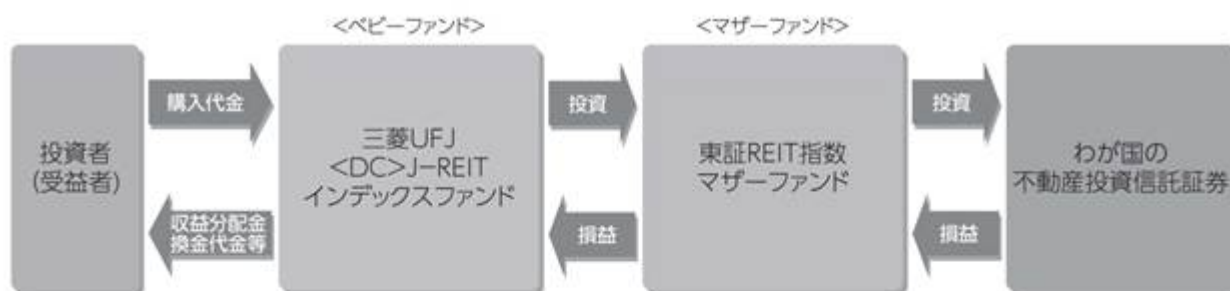 ＜ベビーファンド＞
＜マザーファンド＞
投資者
(受益者)
購入代金
収益分配金
換金代金等
三菱UFJ
＜DC＞J-REIT
インデックスファンド
投資
損益
東証REIT指数
マザーファンド
投資
損益
わが国の
不動産投資信託証券